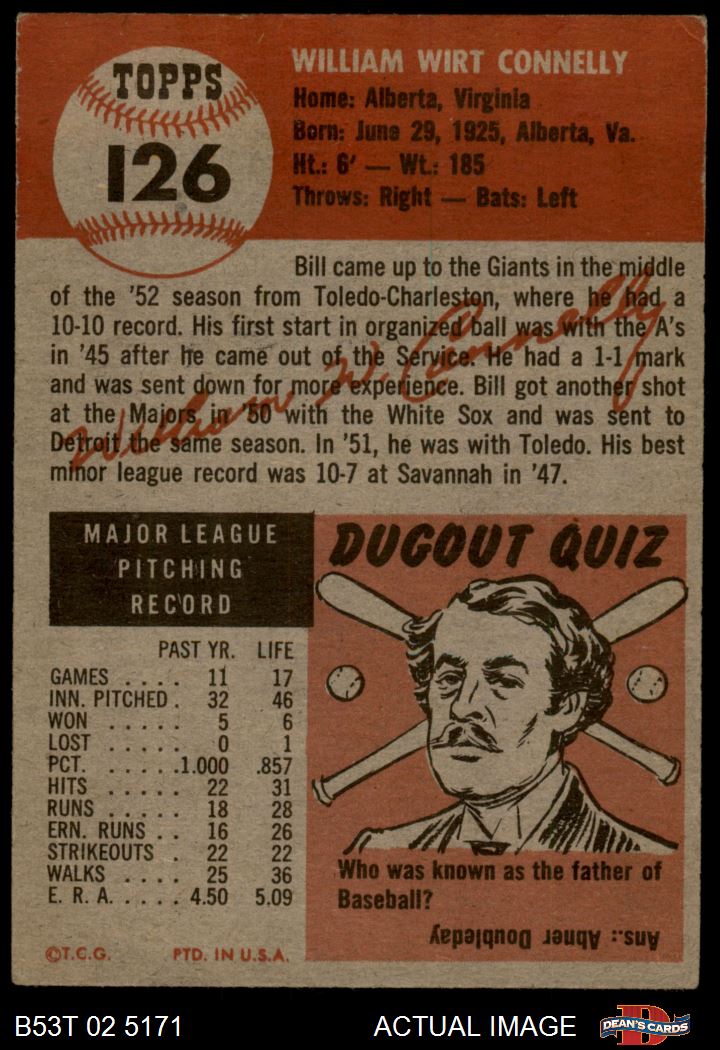 TOPPS
126
WILLIAM WIRT CONNELLY
Home: Alberta, Virginia
Born: June 29, 1925, Alberta, Va.
Ht.: 6' — Wt.: 185
Throws: Right — Bats: Left
Bill came up to the Giants in the middle
of the '52 season from Toledo-Charleston, where he had a
10-10 record. His first start in organized ball was with the A's
in '45 after he came out of the Service. He had a 1-1 mark
and was sent down for more experience. Bill got another shot
at the Majors in '50 with the White Sox and was sent to
Detroit the same season. In '51, he was with Toledo. His best
minor league record was 10-7 at Savannah in '47.
William W. Connelly
MAJOR LEAGUE
PITCHING
RECORD
PAST YR. LIFE
GAMES . . . . 11 17
INN. PITCHED . 32 46
WON . . . . . 5 6
LOST . . . . . 0 1
PCT. . . . . .1.000 .857
HITS . . . . . 22 31
RUNS . . . . . 18 28
ERN. RUNS . . 16 26
STRIKEOUTS . 22 22
WALKS . . . . 25 36
E. R. A. . . . . 4.50 5.09
©T.C.G. PTD. IN U.S.A.
DUGOUT QUIZ
Who was known as the father of
Baseball?
Ans.: Abner Doubleday
B53T 02 5171 ACTUAL IMAGE D DEAN'S CARDS